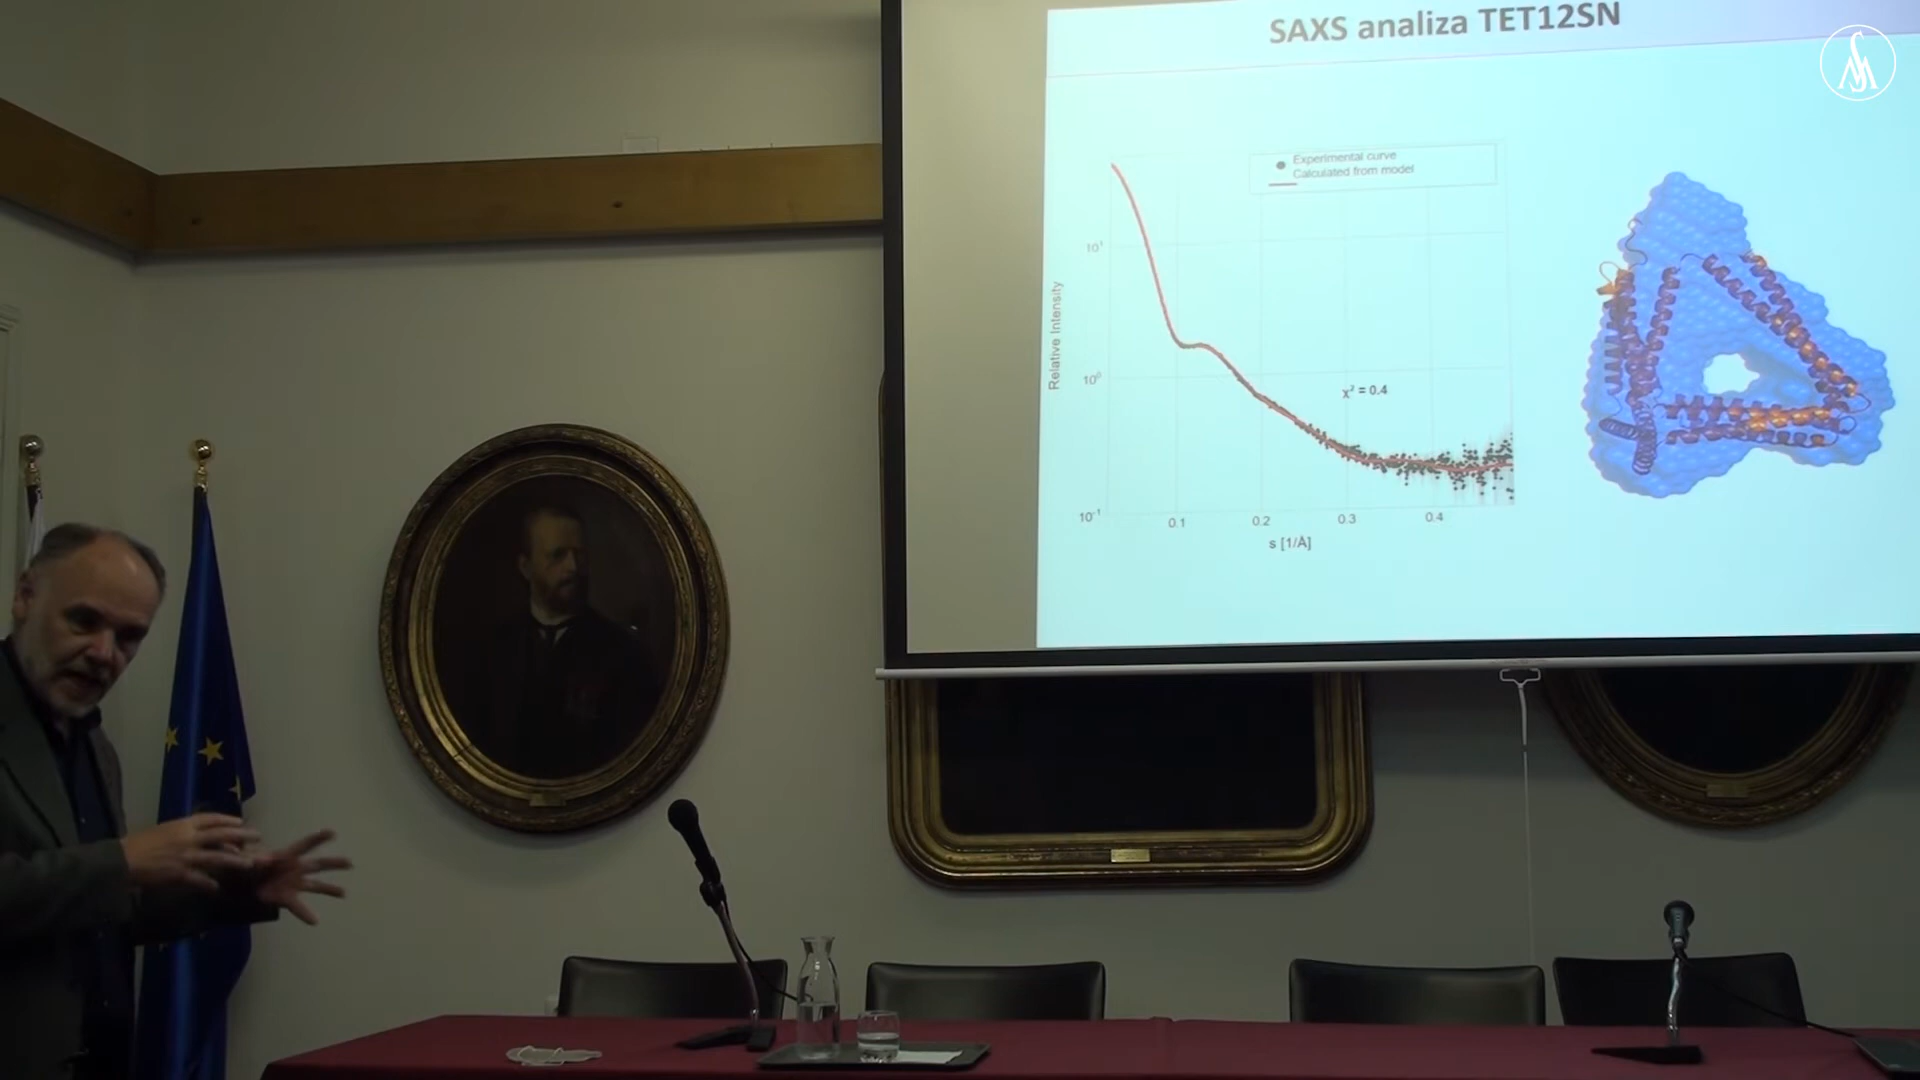 SAXS analiza TET12SN
Experimental curve
Calculated from model
Relative Intensity
10¹
10⁰
10⁻¹
χ² = 0.4
0.1 0.2 0.3 0.4
s [1/Å]